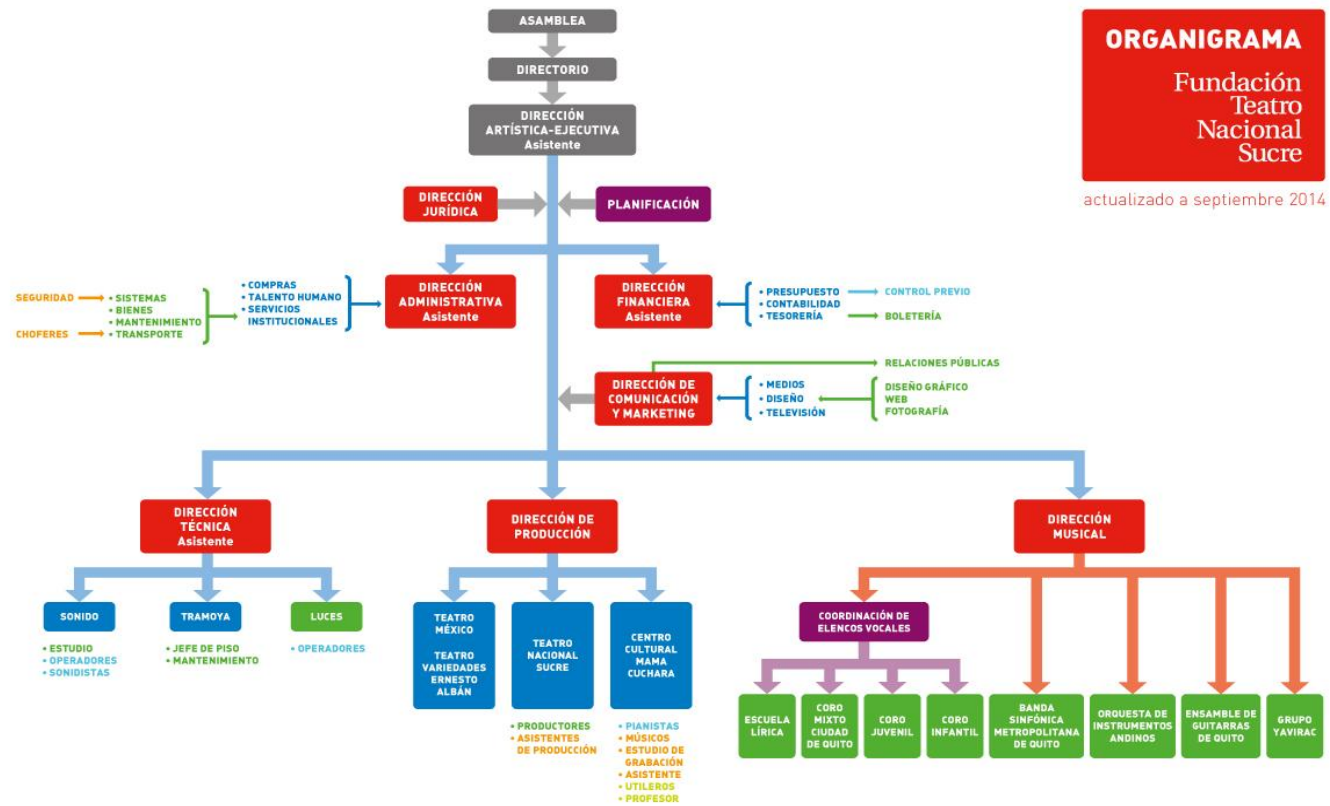 ORGANIGRAMA
Fundación
Teatro
Nacional
Sucre
actualizado a septiembre 2014
ASAMBLEA
DIRECTORIO
DIRECCIÓN
ARTÍSTICA-EJECUTIVA
Asistente
DIRECCIÓN
JURÍDICA
PLANIFICACIÓN
SEGURIDAD
CHOFERES
• SISTEMAS
• BIENES
• MANTENIMIENTO
• TRANSPORTE
• COMPRAS
• TALENTO HUMANO
• SERVICIOS
INSTITUCIONALES
DIRECCIÓN
ADMINISTRATIVA
Asistente
DIRECCIÓN
FINANCIERA
Asistente
• PRESUPUESTO
• CONTABILIDAD
• TESORERÍA
CONTROL PREVIO
BOLETERÍA
RELACIONES PÚBLICAS
DIRECCIÓN DE
COMUNICACIÓN
Y MARKETING
• MEDIOS
• DISEÑO
• TELEVISIÓN
DISEÑO GRÁFICO
WEB
FOTOGRAFÍA
DIRECCIÓN
TÉCNICA
Asistente
SONIDO
• ESTUDIO
• OPERADORES
• SONIDISTAS
TRAMOYA
• JEFE DE PISO
• MANTENIMIENTO
LUCES
• OPERADORES
DIRECCIÓN DE
PRODUCCIÓN
TEATRO
MÉXICO
TEATRO
VARIEDADES
ERNESTO
ALBÁN
TEATRO
NACIONAL
SUCRE
• PRODUCTORES
• ASISTENTES
DE PRODUCCIÓN
CENTRO
CULTURAL
MAMA
CUCHARA
• PIANISTAS
• MÚSICOS
• ESTUDIO DE
GRABACIÓN
• ASISTENTE
• UTILEROS
• PROFESOR
DIRECCIÓN
MUSICAL
COORDINACIÓN DE
ELENCOS VOCALES
ESCUELA
LÍRICA
CORO
MIXTO
CIUDAD
DE QUITO
CORO
JUVENIL
CORO
INFANTIL
BANDA
SINFÓNICA
METROPOLITANA
DE QUITO
ORQUESTA DE
INSTRUMENTOS
ANDINOS
ENSAMBLE DE
GUITARRAS
DE QUITO
GRUPO
YAVIRAC